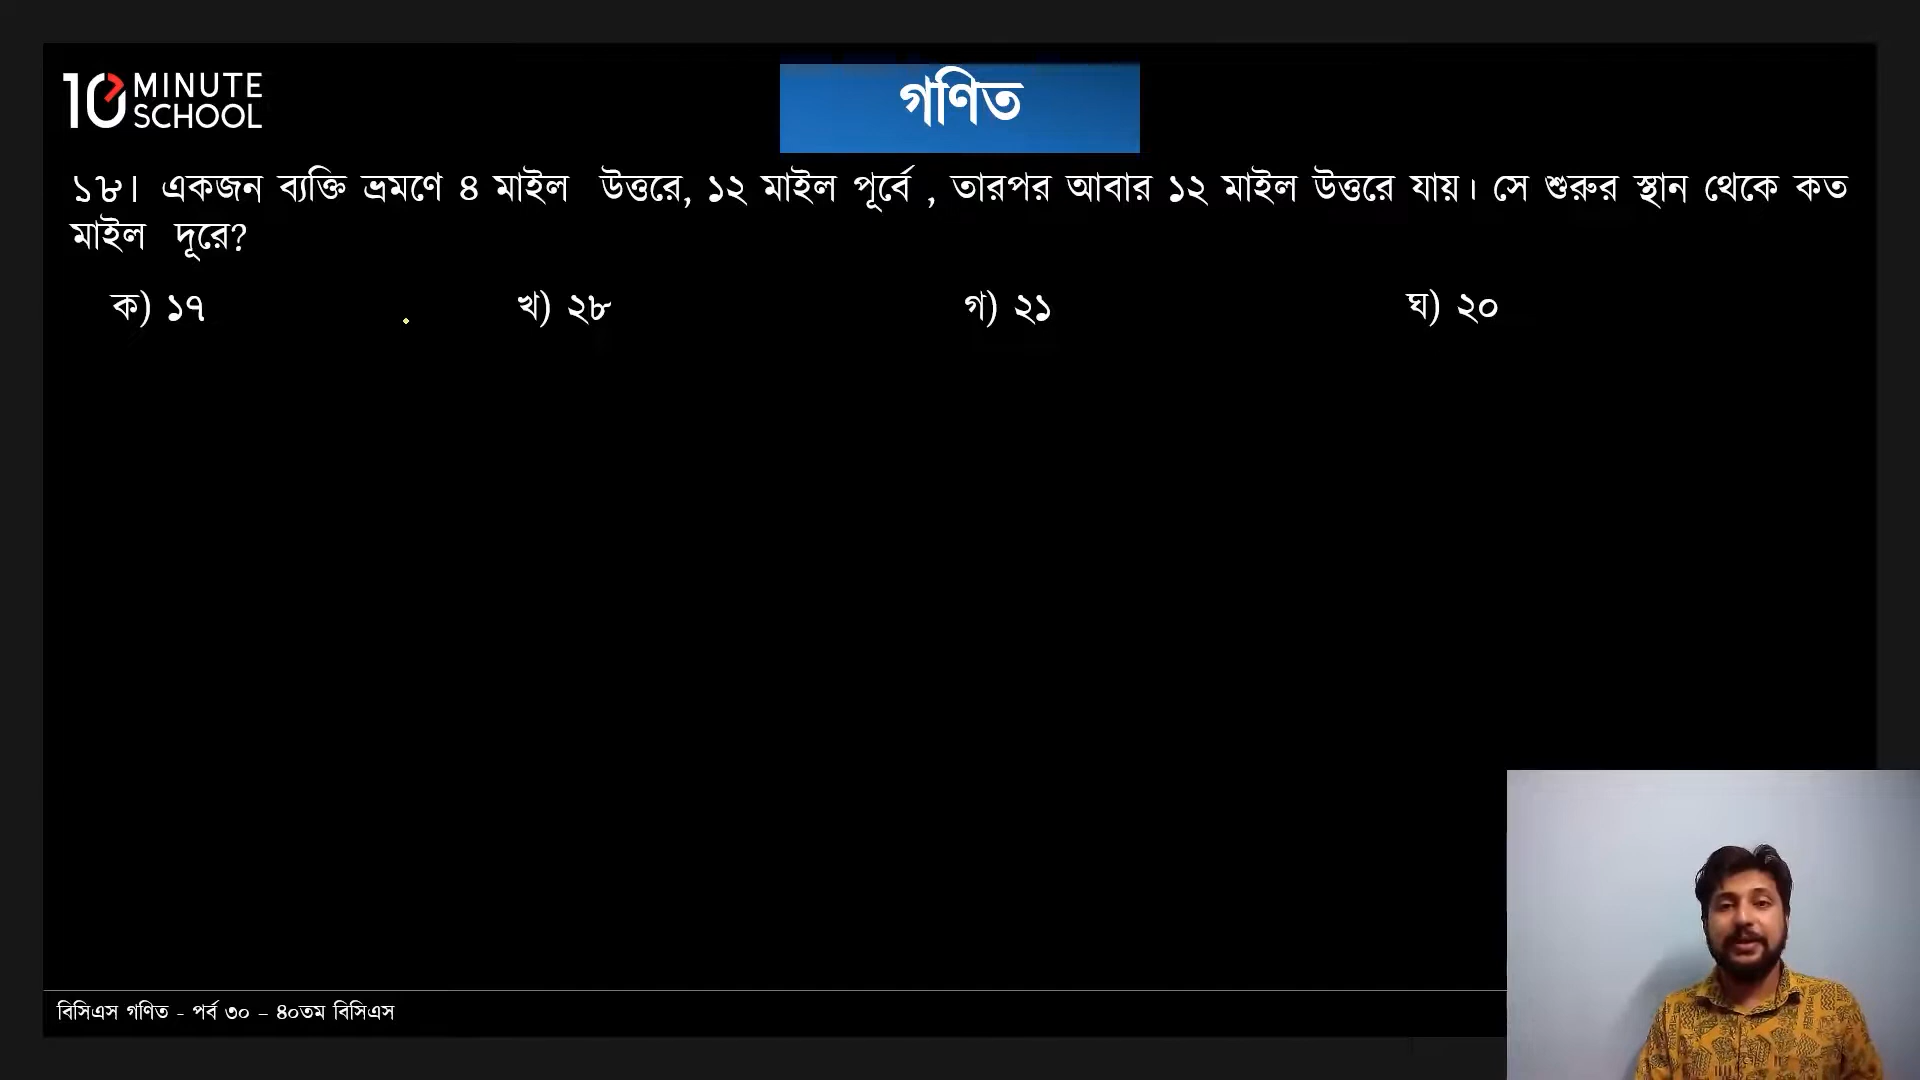 10 MINUTE
SCHOOL
গণিত
১৮। একজন ব্যক্তি ভ্রমণে ৪ মাইল উত্তরে, ১২ মাইল পূর্বে , তারপর আবার ১২ মাইল উত্তরে যায়। সে শুরুর স্থান থেকে কত
মাইল দূরে?
ক) ১৭ খ) ২৮ গ) ২১ ঘ) ২০
বিসিএস গণিত - পর্ব ৩০ – ৪০তম বিসিএস